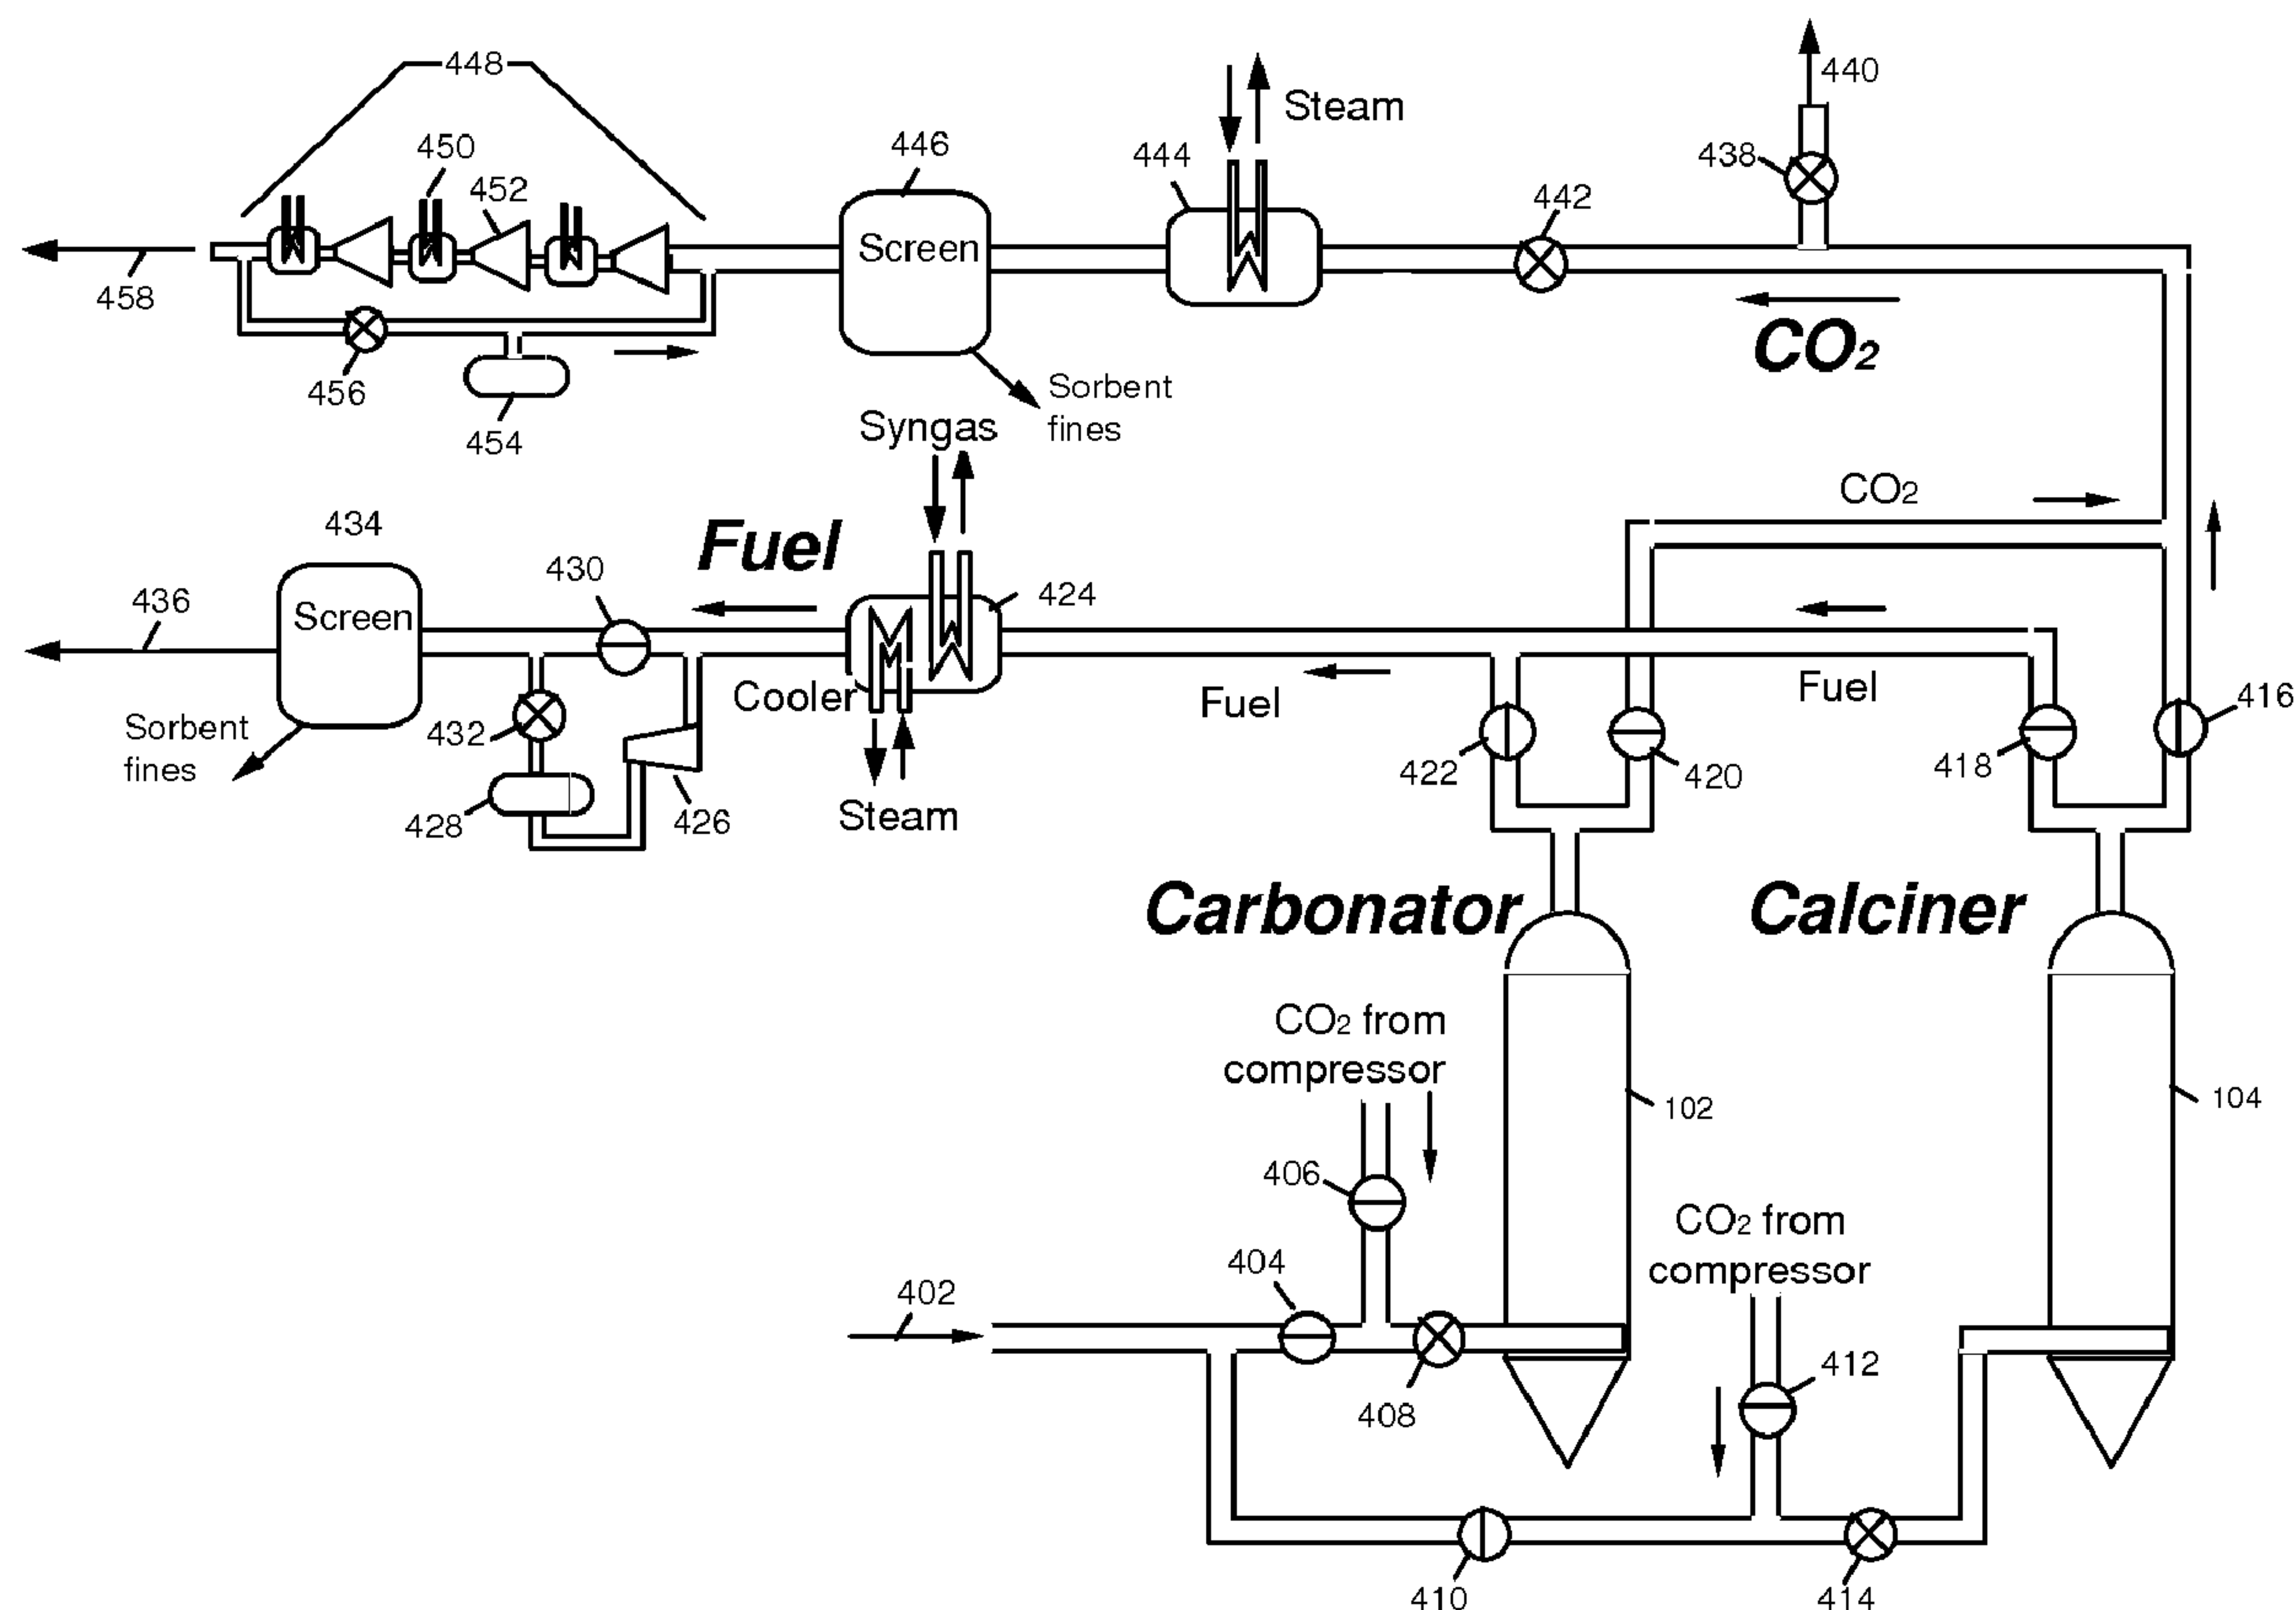 448
440
450
446
Steam
444
438
452
442
Screen
458
CO₂
456
Sorbent
fines
454
Syngas
CO₂
434
Fuel
430
436
424
Screen
Cooler
Fuel
Fuel
416
Sorbent
fines
432
422
420
418
428
426
Steam
Carbonator
Calciner
CO₂ from
compressor
102
104
406
CO₂ from
compressor
404
402
412
408
410
414